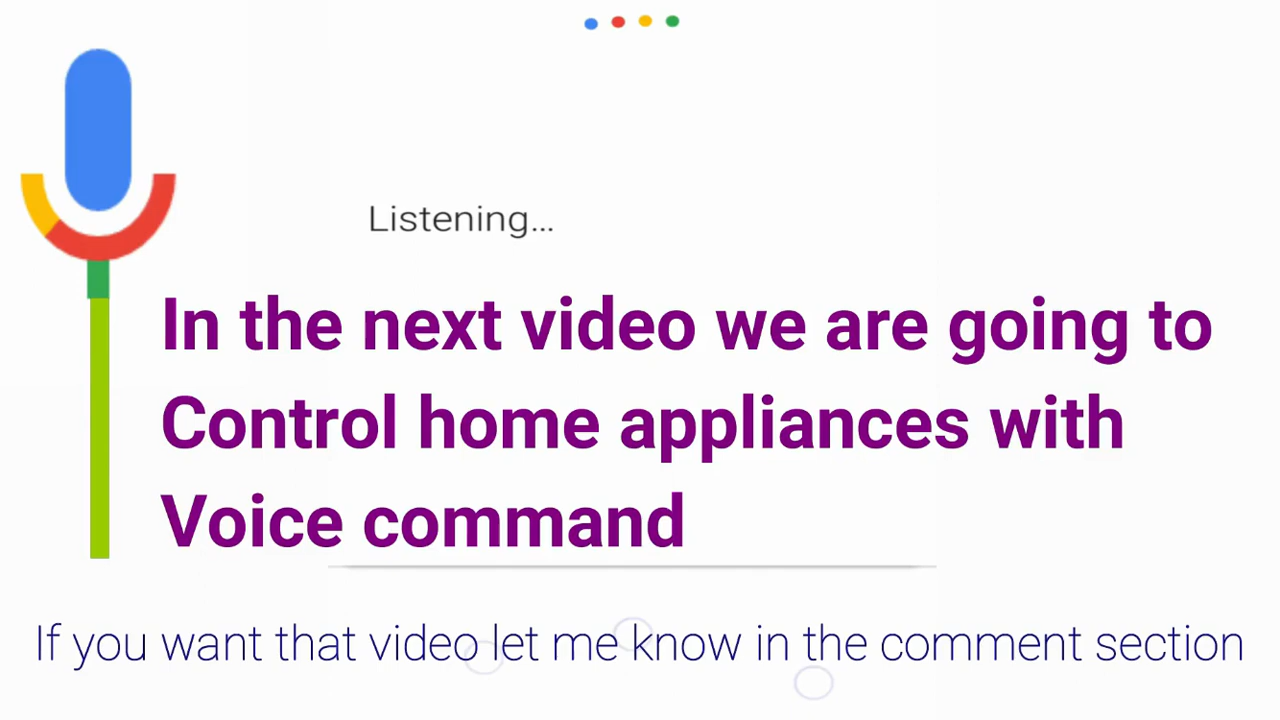 Listening...
In the next video we are going to
Control home appliances with
Voice command
If you want that video let me know in the comment section